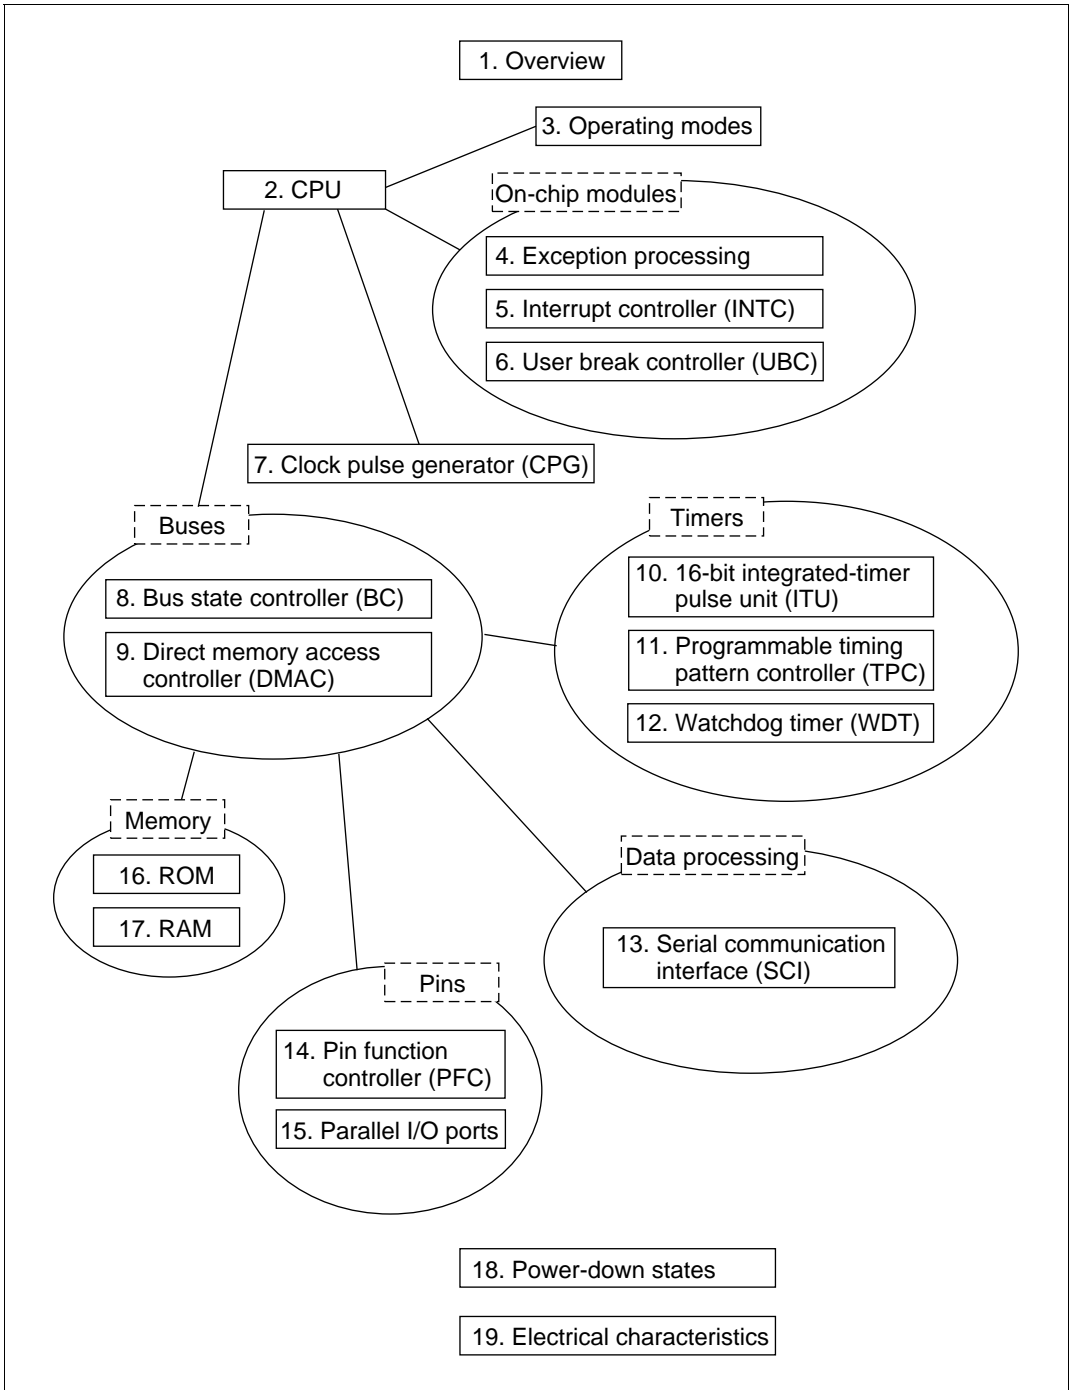 1. Overview
3. Operating modes
2. CPU
On-chip modules
4. Exception processing
5. Interrupt controller (INTC)
6. User break controller (UBC)
7. Clock pulse generator (CPG)
Buses
8. Bus state controller (BC)
9. Direct memory access
controller (DMAC)
Timers
10. 16-bit integrated-timer
pulse unit (ITU)
11. Programmable timing
pattern controller (TPC)
12. Watchdog timer (WDT)
Memory
16. ROM
17. RAM
Data processing
13. Serial communication
interface (SCI)
Pins
14. Pin function
controller (PFC)
15. Parallel I/O ports
18. Power-down states
19. Electrical characteristics